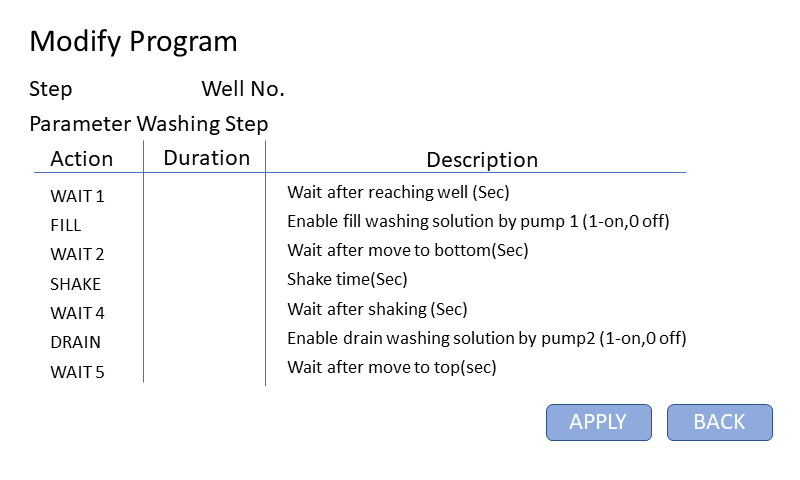 Modify Program
Step Well No.
Parameter Washing Step
Action Duration Description
WAIT 1 Wait after reaching well (Sec)
FILL Enable fill washing solution by pump 1 (1-on,0 off)
WAIT 2 Wait after move to bottom(Sec)
SHAKE Shake time(Sec)
WAIT 4 Wait after shaking (Sec)
DRAIN Enable drain washing solution by pump2 (1-on,0 off)
WAIT 5 Wait after move to top(sec)
APPLY BACK